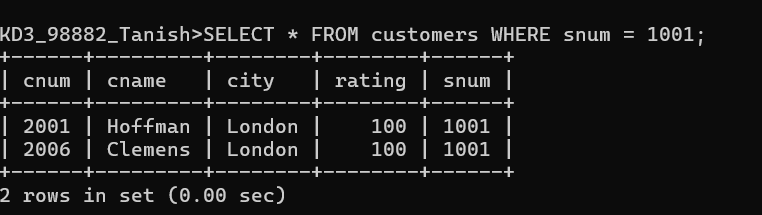 KD3_98882_Tanish>SELECT * FROM customers WHERE snum = 1001;
+------+---------+--------+--------+------+
| cnum | cname   | city   | rating | snum |
+------+---------+--------+--------+------+
| 2001 | Hoffman | London |    100 | 1001 |
| 2006 | Clemens | London |    100 | 1001 |
+------+---------+--------+--------+------+
2 rows in set (0.00 sec)